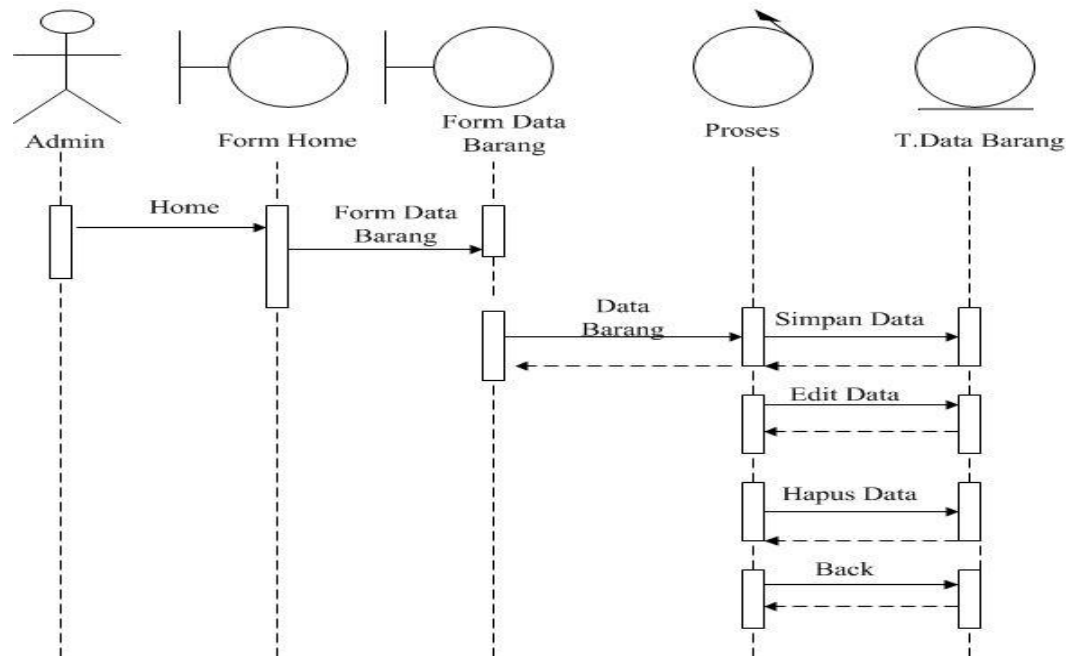 Admin
Form Home
Form Data
Barang
Proses
T.Data Barang
Home
Form Data
Barang
Data
Barang
Simpan Data
Edit Data
Hapus Data
Back